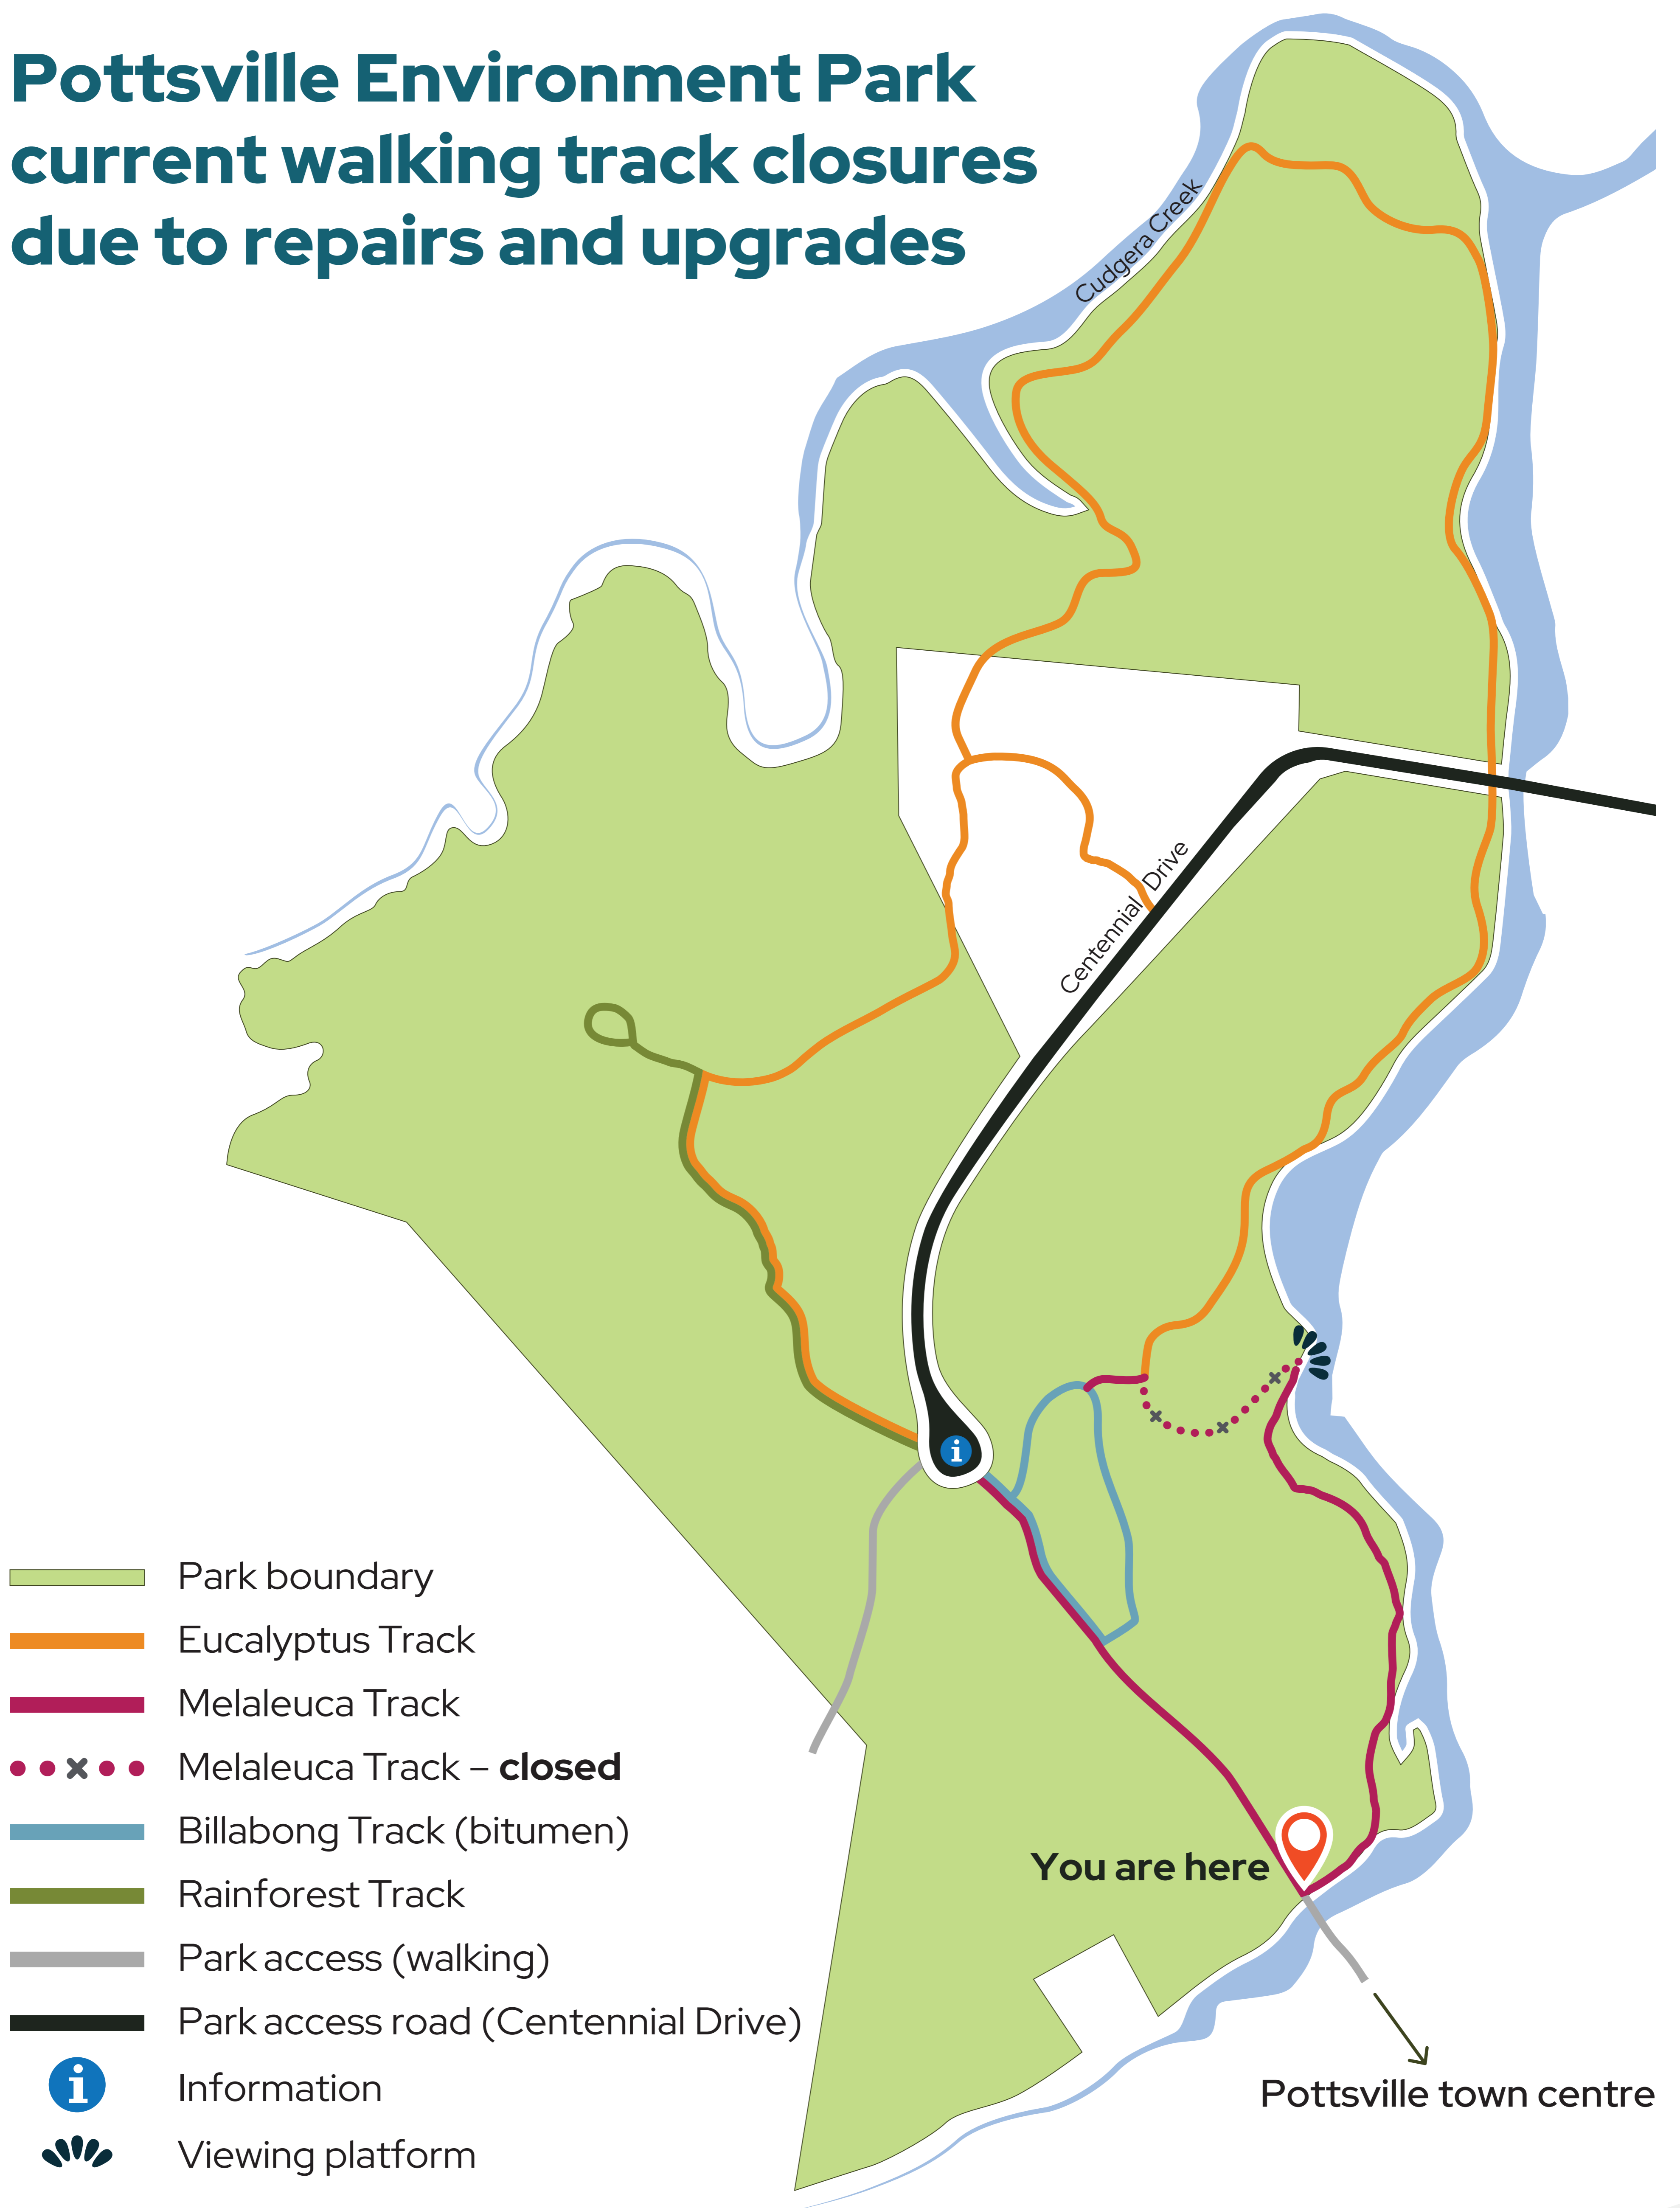 Pottsville Environment Park
current walking track closures
due to repairs and upgrades
Cudgera Creek
Centennial Drive
i
Park boundary
Eucalyptus Track
Melaleuca Track
Melaleuca Track – closed
Billabong Track (bitumen)
Rainforest Track
Park access (walking)
Park access road (Centennial Drive)
i
Information
Viewing platform
You are here
Pottsville town centre